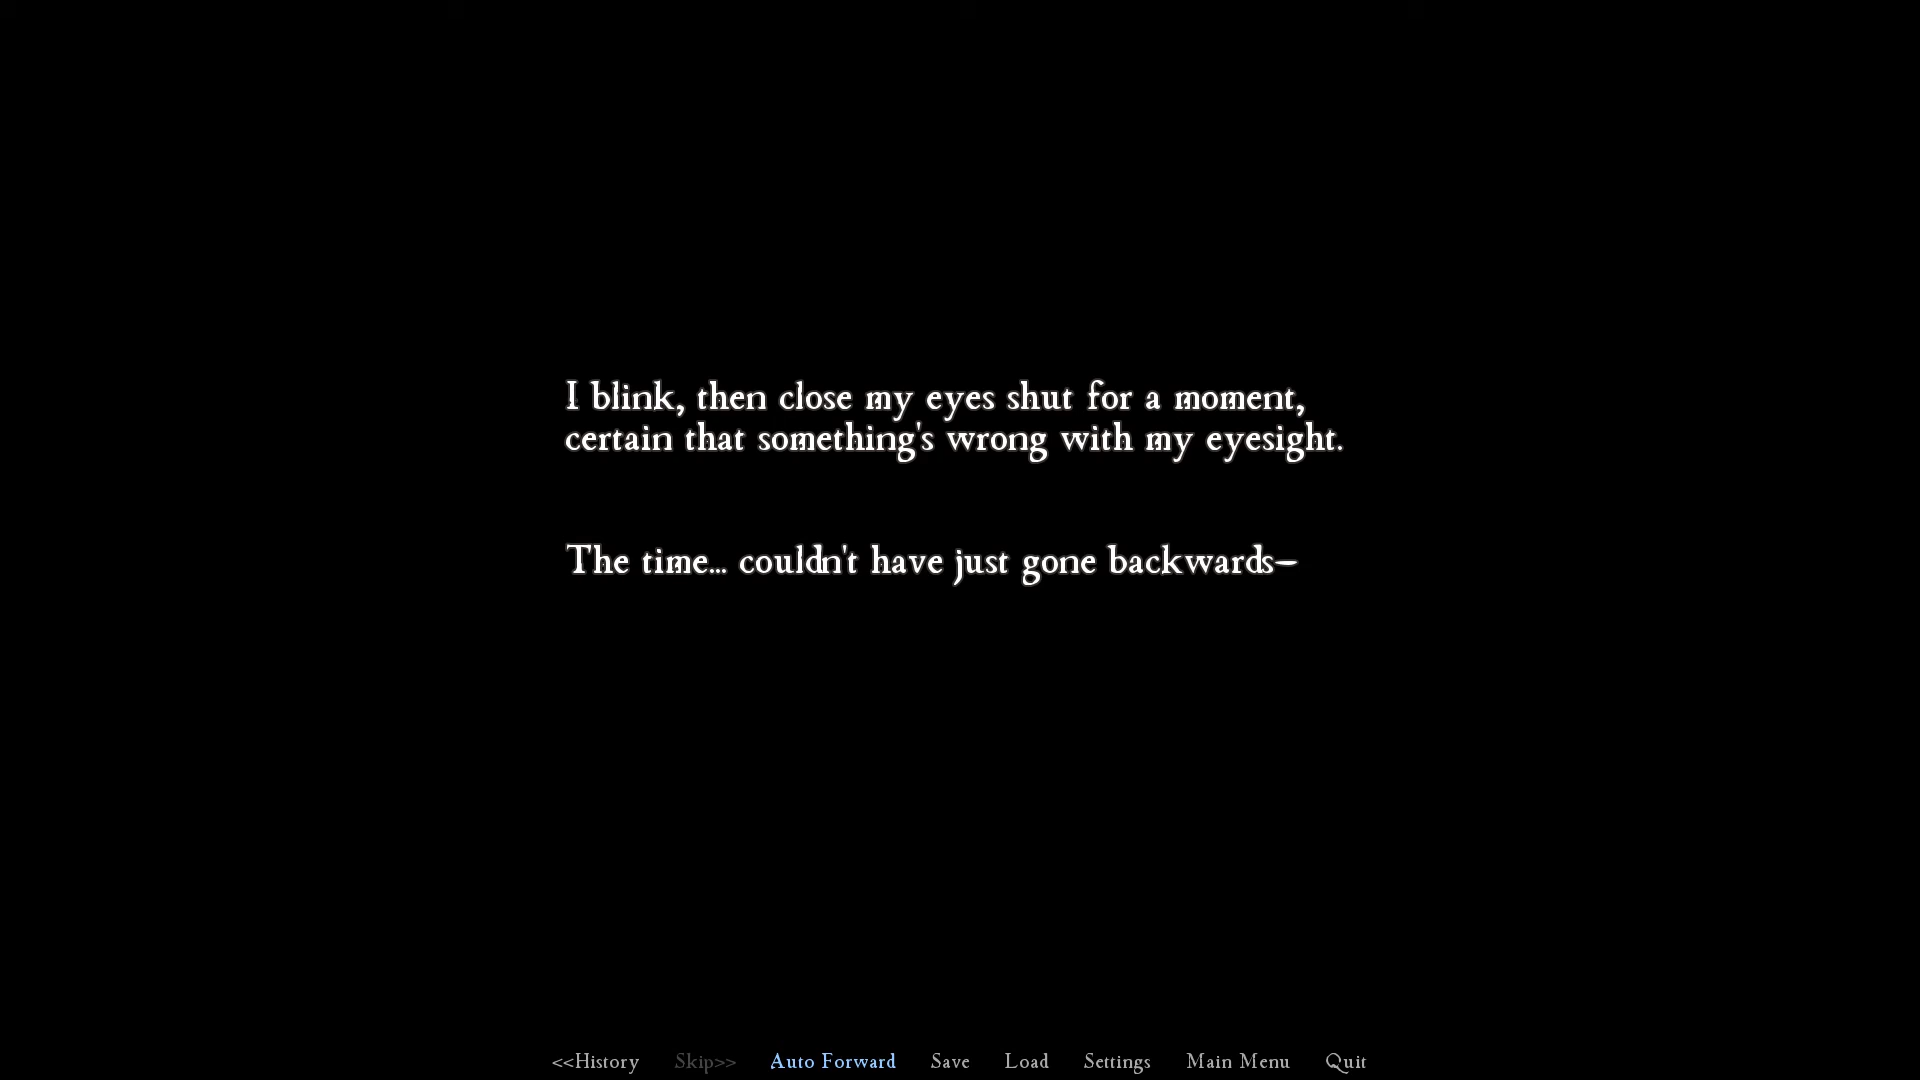 I blink, then close my eyes shut for a moment,
certain that something's wrong with my eyesight.
The time... couldn't have just gone backwards—
<<History Skip>> Auto Forward Save Load Settings Main Menu Quit